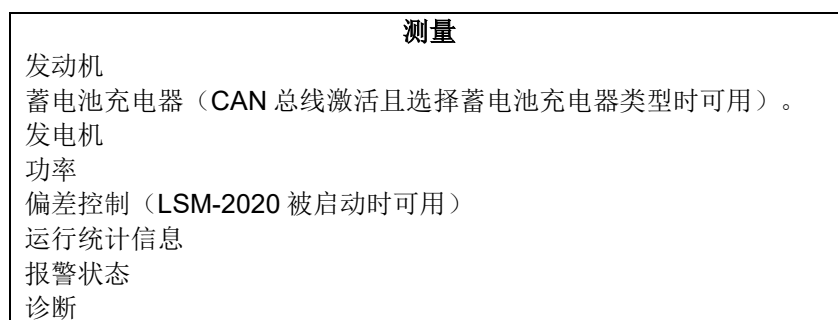 测量
发动机
蓄电池充电器（CAN 总线激活且选择蓄电池充电器类型时可用）。
发电机
功率
偏差控制（LSM-2020 被启动时可用）
运行统计信息
报警状态
诊断